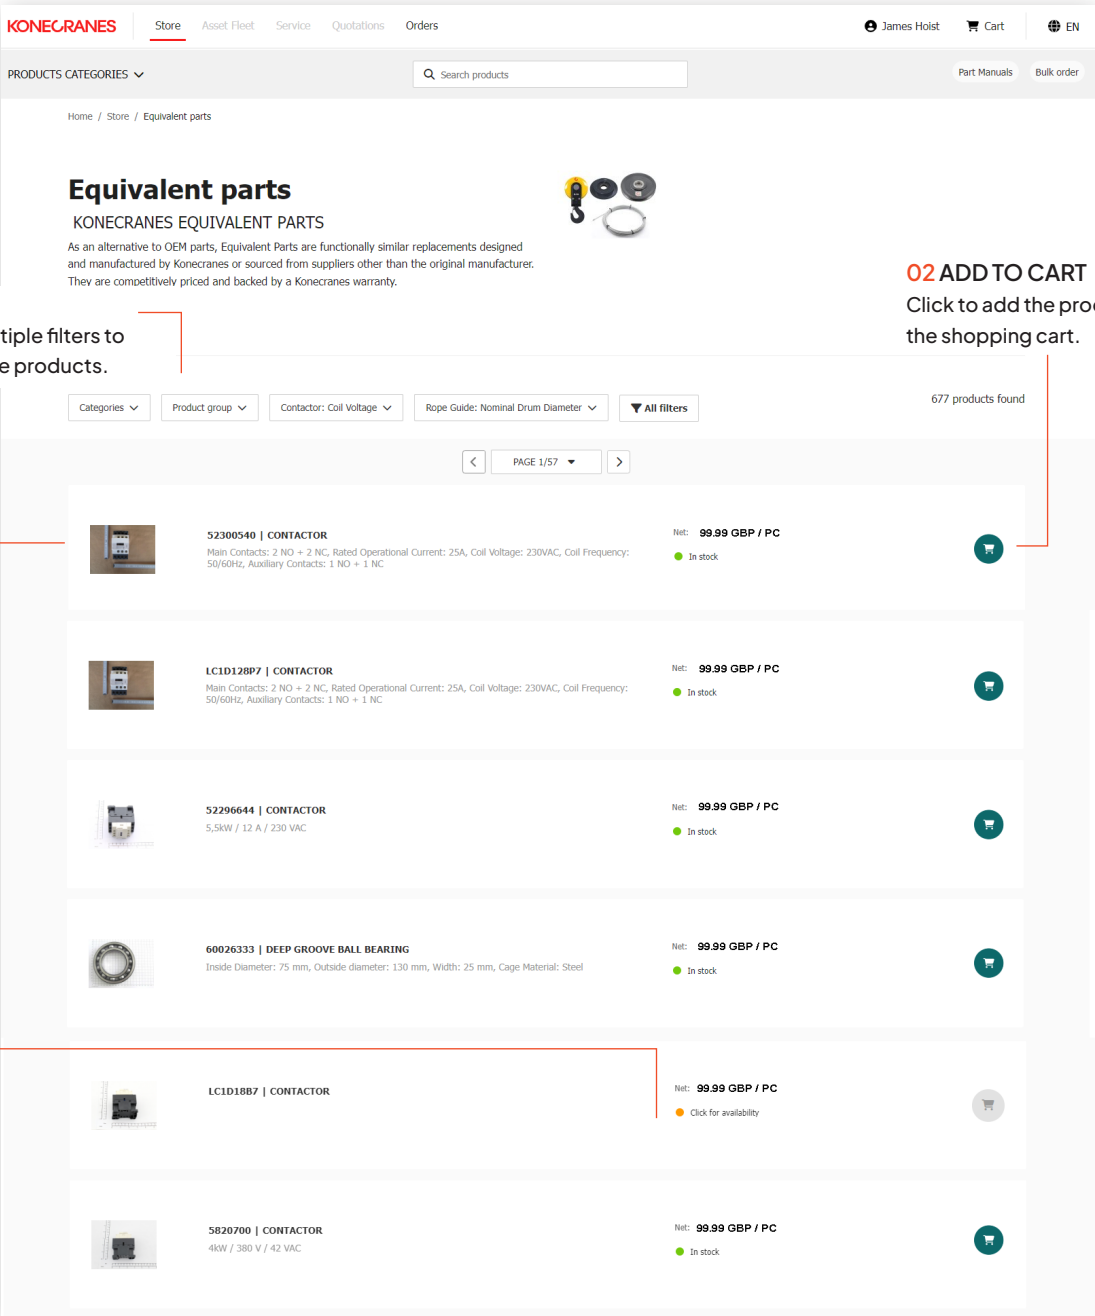 KONECRANES Store Asset Fleet Service Quotations Orders James Hoist Cart EN
PRODUCTS CATEGORIES Search products Part Manuals Bulk order
Home / Store / Equivalent parts
Equivalent parts
KONECRANES EQUIVALENT PARTS
As an alternative to OEM parts, Equivalent Parts are functionally similar replacements designed
and manufactured by Konecranes or sourced from suppliers other than the original manufacturer.
They are competitively priced and backed by a Konecranes warranty.
02 ADD TO CART
Click to add the prod
the shopping cart.
tiple filters to
e products.
Categories Product group Contactor: Coil Voltage Rope Guide: Nominal Drum Diameter All filters 677 products found
PAGE 1/57
52300540 | CONTACTOR
Main Contacts: 2 NO + 2 NC, Rated Operational Current: 25A, Coil Voltage: 230VAC, Coil Frequency:
50/60Hz, Auxiliary Contacts: 1 NO + 1 NC
Net: 99.99 GBP / PC
In stock
LC1D128P7 | CONTACTOR
Main Contacts: 2 NO + 2 NC, Rated Operational Current: 25A, Coil Voltage: 230VAC, Coil Frequency:
50/60Hz, Auxiliary Contacts: 1 NO + 1 NC
Net: 99.99 GBP / PC
In stock
52296644 | CONTACTOR
5,5kW / 12 A / 230 VAC
Net: 99.99 GBP / PC
In stock
60026333 | DEEP GROOVE BALL BEARING
Inside Diameter: 75 mm, Outside diameter: 130 mm, Width: 25 mm, Cage Material: Steel
Net: 99.99 GBP / PC
In stock
LC1D18B7 | CONTACTOR
Net: 99.99 GBP / PC
Click for availability
5820700 | CONTACTOR
4kW / 380 V / 42 VAC
Net: 99.99 GBP / PC
In stock